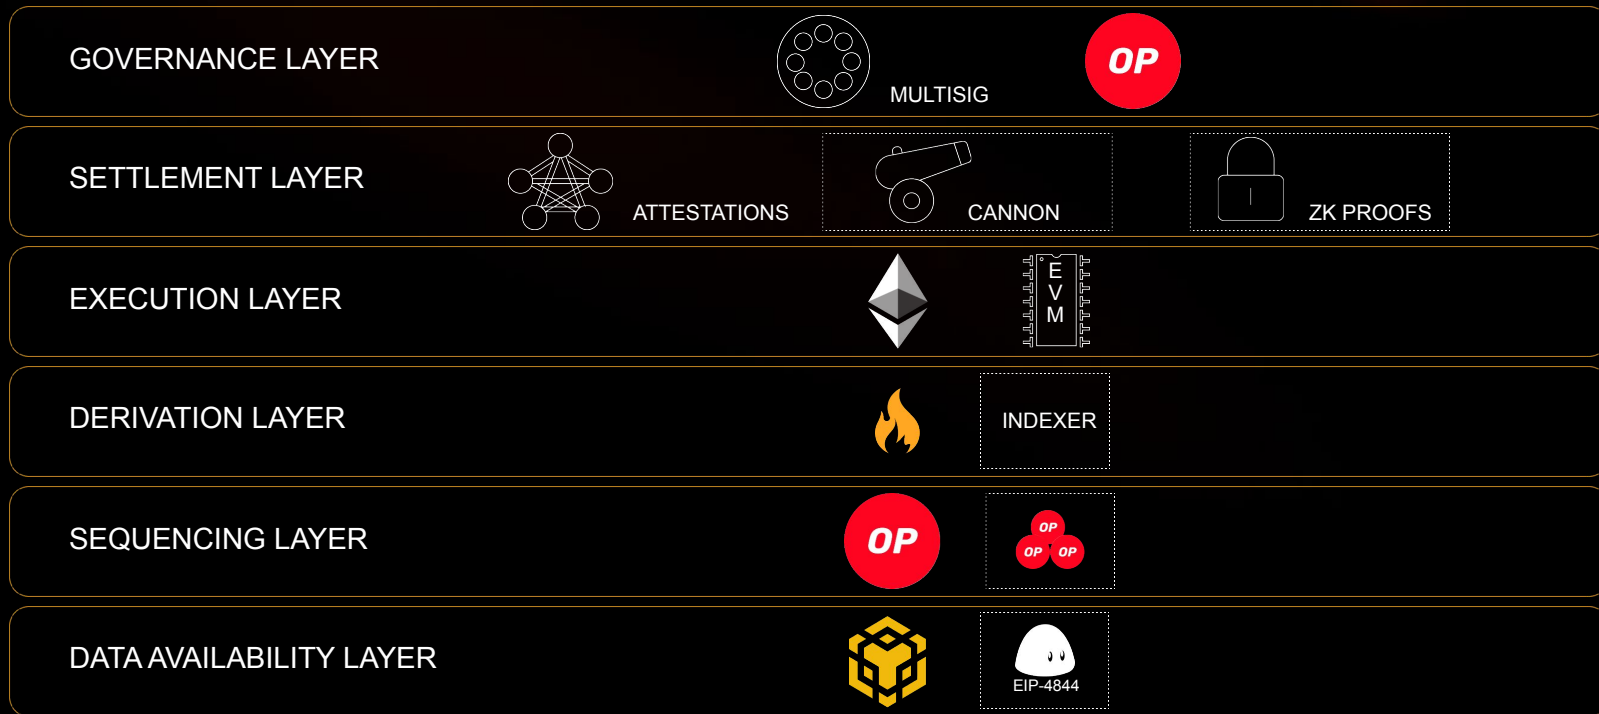 GOVERNANCE LAYER
MULTISIG
OP
SETTLEMENT LAYER
ATTESTATIONS
CANNON
ZK PROOFS
EXECUTION LAYER
E
V
M
DERIVATION LAYER
INDEXER
SEQUENCING LAYER
OP
OP
OP
OP
DATA AVAILABILITY LAYER
EIP-4844